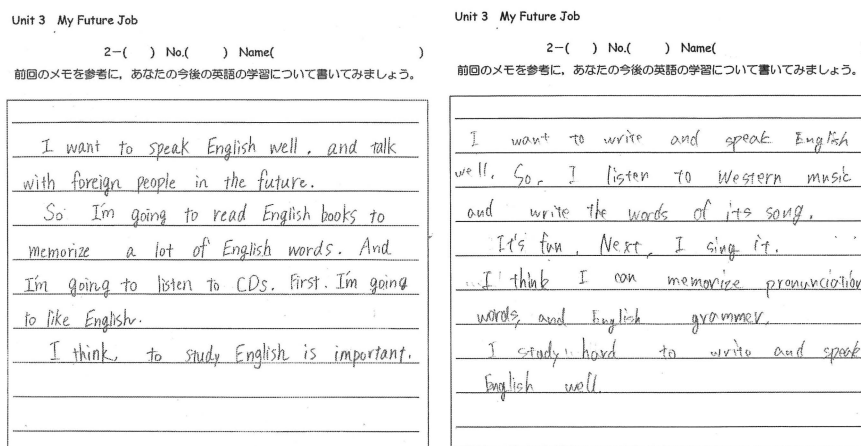 Unit 3 My Future Job
2-( ) No.( ) Name( )
前回のメモを参考に，あなたの今後の英語の学習について書いてみましょう。
I want to speak English well, and talk
with foreign people in the future.
So I'm going to read English books to
memorize a lot of English words. And
I'm going to listen to CDs. First. I'm going
to like English.
I think, to study English is important.
Unit 3 My Future Job
2-( ) No.( ) Name(
前回のメモを参考に，あなたの今後の英語の学習について書いてみましょう。
I want to write and speak English
well. So, I listen to Western music
and write the words of its song.
It's fun. Next, I sing it.
I think I can memorize pronunciation
words, and English grammer.
I study hard to write and speak
English well.